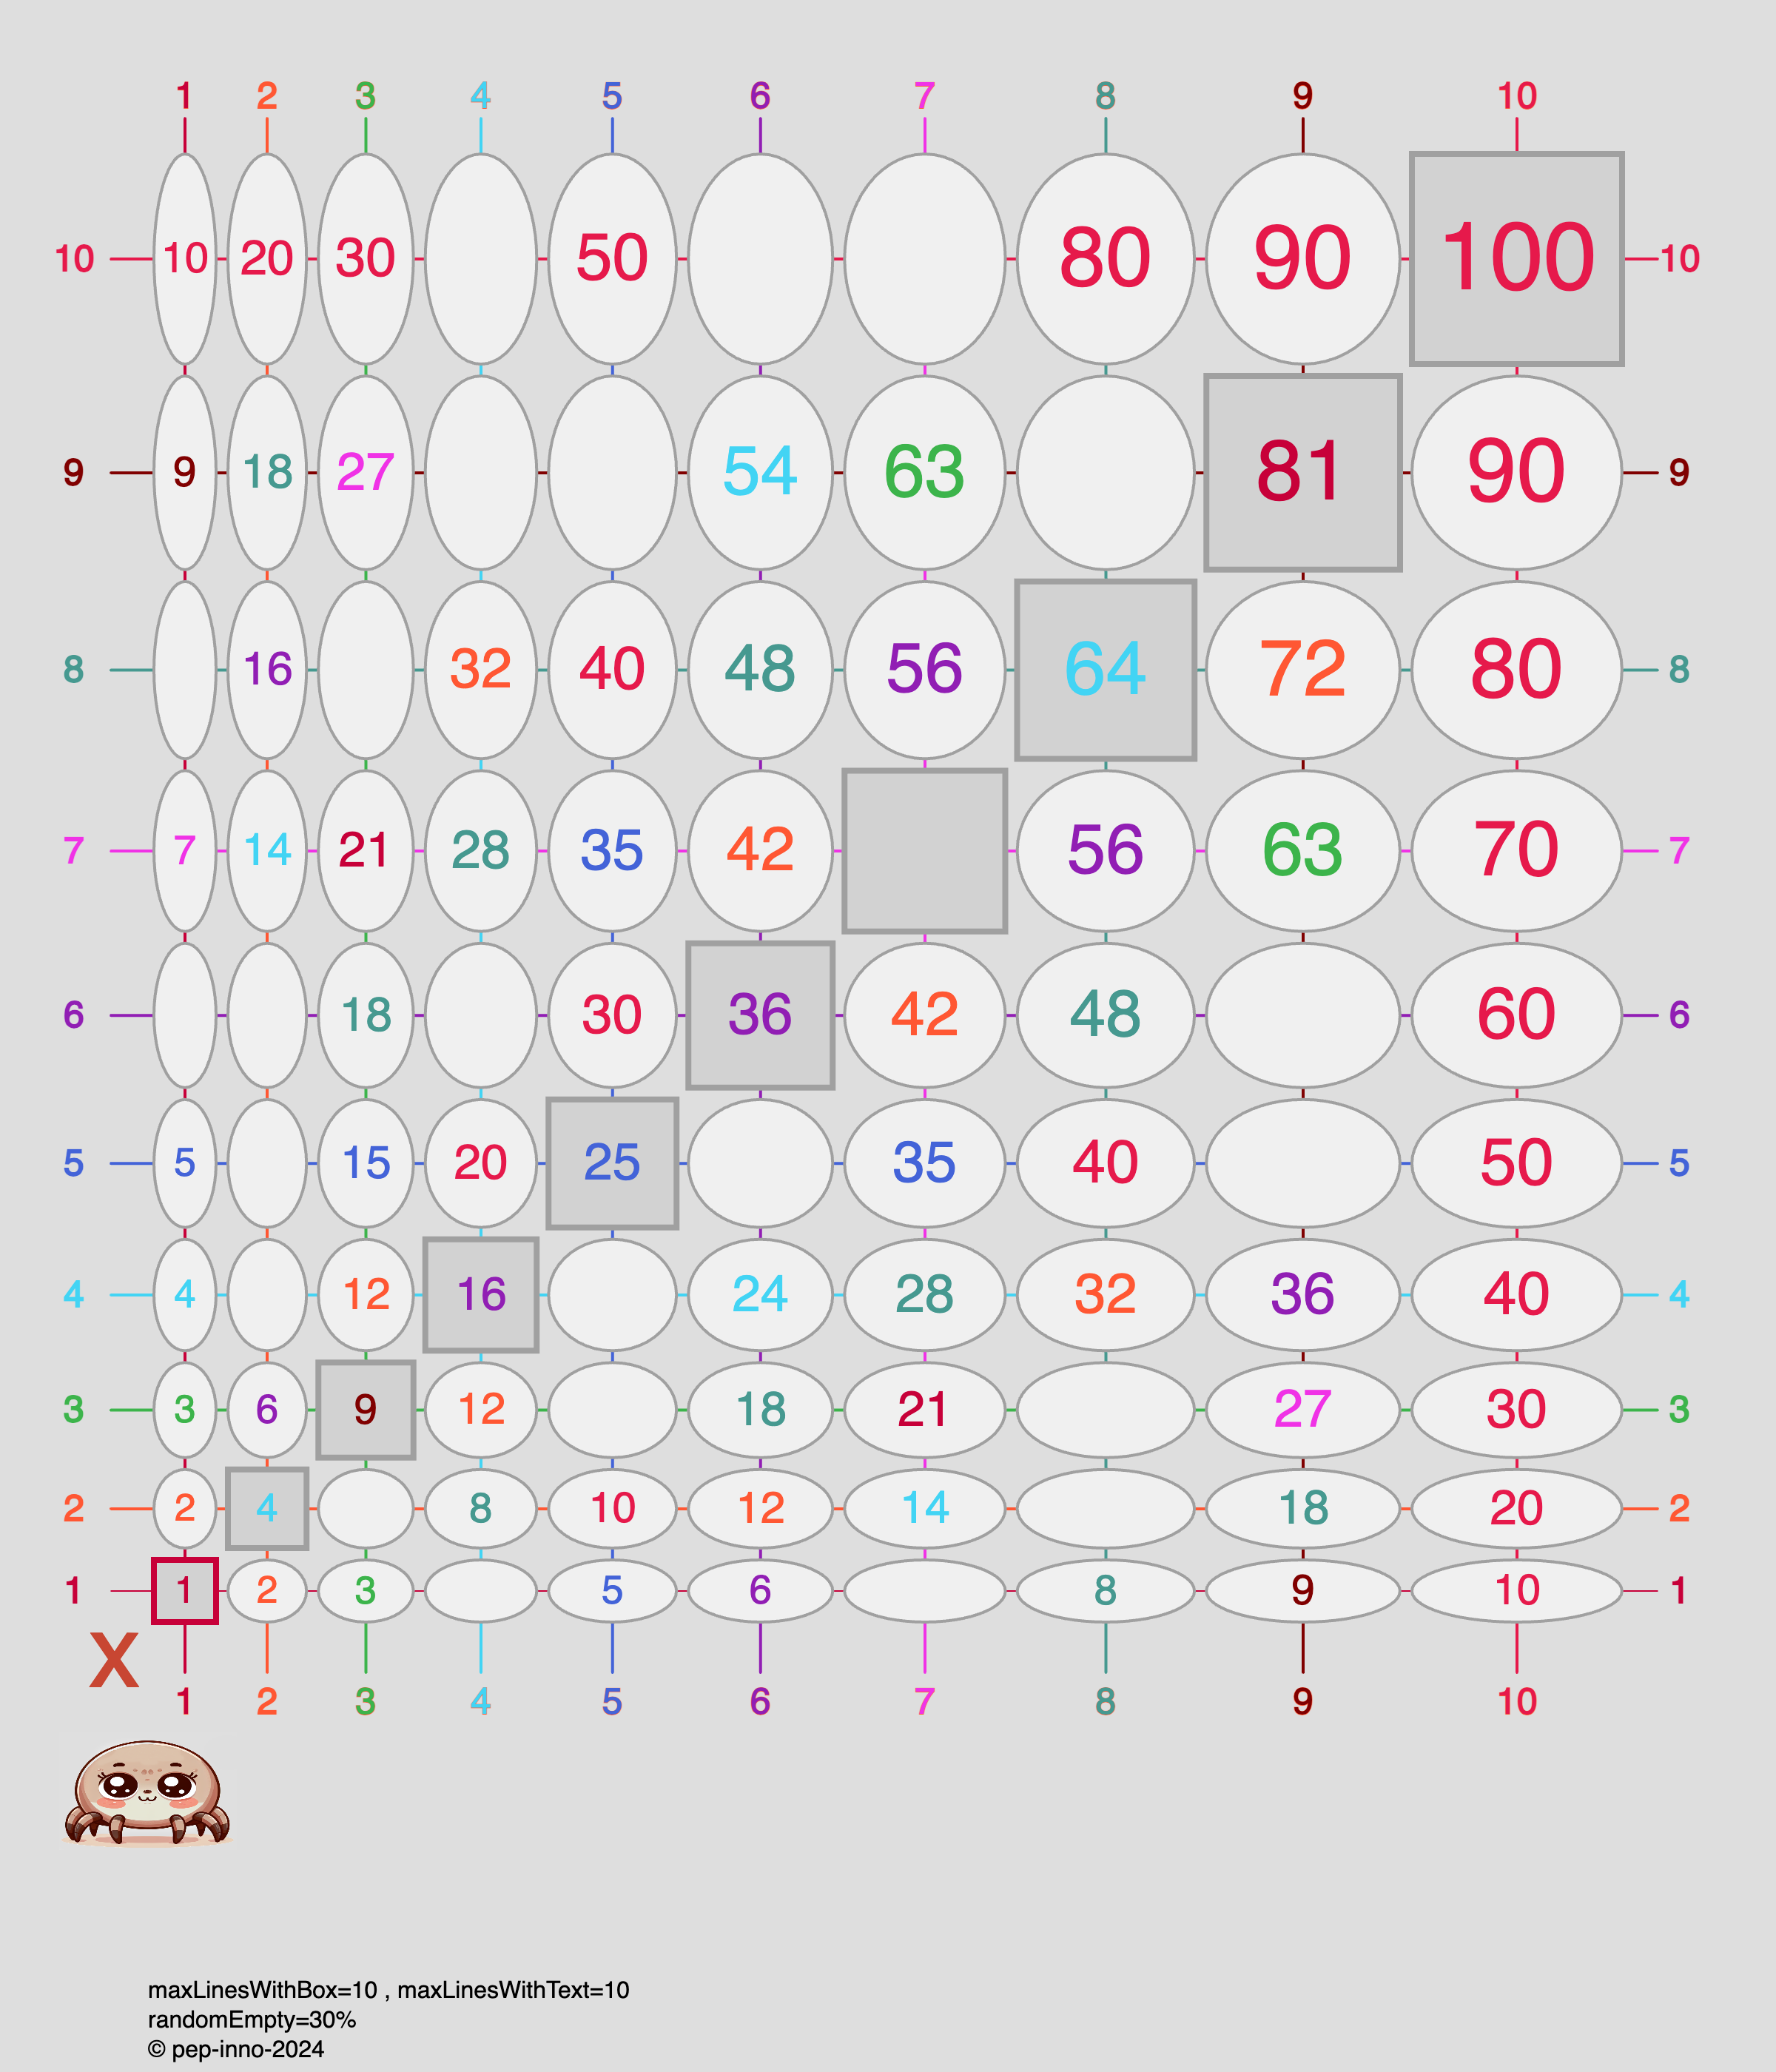 1 2 3 4 5 6 7 8 9 10
10 10 20 30 50 80 90 100 10
9 9 18 27 54 63 81 90 9
8 16 32 40 48 56 64 72 80 8
7 7 14 21 28 35 42 56 63 70 7
6 18 30 36 42 48 60 6
5 5 15 20 25 35 40 50 5
4 4 12 16 24 28 32 36 40 4
3 3 6 9 12 18 21 27 30 3
2 2 4 8 10 12 14 18 20 2
1 1 2 3 5 6 8 9 10 1
X
1 2 3 4 5 6 7 8 9 10
maxLinesWithBox=10 , maxLinesWithText=10
randomEmpty=30%
© pep-inno-2024